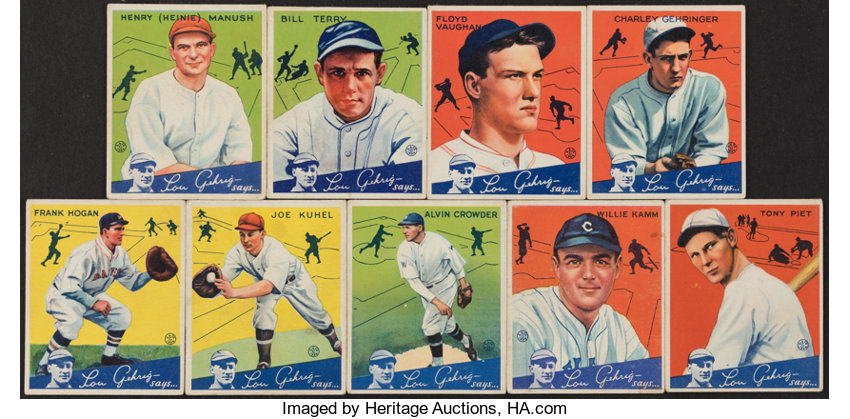 HENRY (HEINIE) MANUSH
Lou Gehrig
says...
BILL TERRY
Lou Gehrig
says...
FLOYD
VAUGHAN
Lou Gehrig
says...
CHARLEY GEHRINGER
Lou Gehrig
says...
FRANK HOGAN
Lou Gehrig
says...
JOE KUHEL
Lou Gehrig
says...
ALVIN CROWDER
Lou Gehrig
says...
WILLIE KAMM
C
Lou Gehrig
says...
TONY PIET
Lou Gehrig
says...
Imaged by Heritage Auctions, HA.com